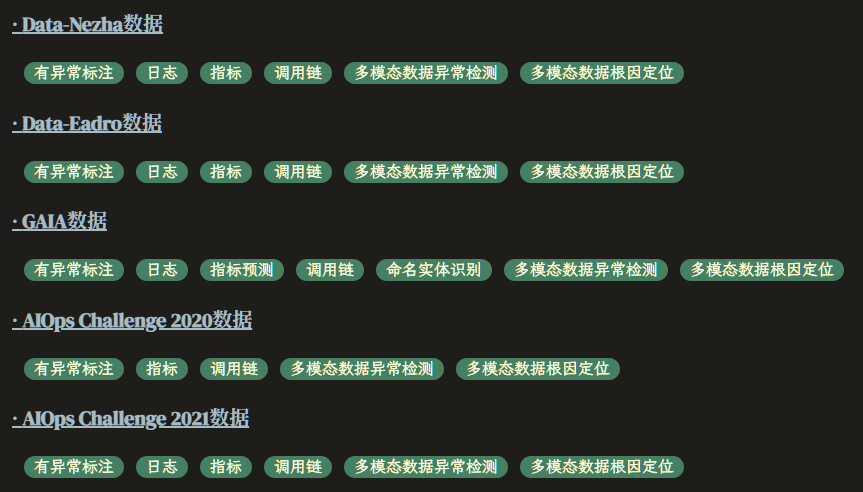 · Data-Nezha数据
有异常标注 日志 指标 调用链 多模态数据异常检测 多模态数据根因定位
· Data-Eadro数据
有异常标注 日志 指标 调用链 多模态数据异常检测 多模态数据根因定位
· GAIA数据
有异常标注 日志 指标预测 调用链 命名实体识别 多模态数据异常检测 多模态数据根因定位
· AIOps Challenge 2020数据
有异常标注 指标 调用链 多模态数据异常检测 多模态数据根因定位
· AIOps Challenge 2021数据
有异常标注 日志 指标 调用链 多模态数据异常检测 多模态数据根因定位